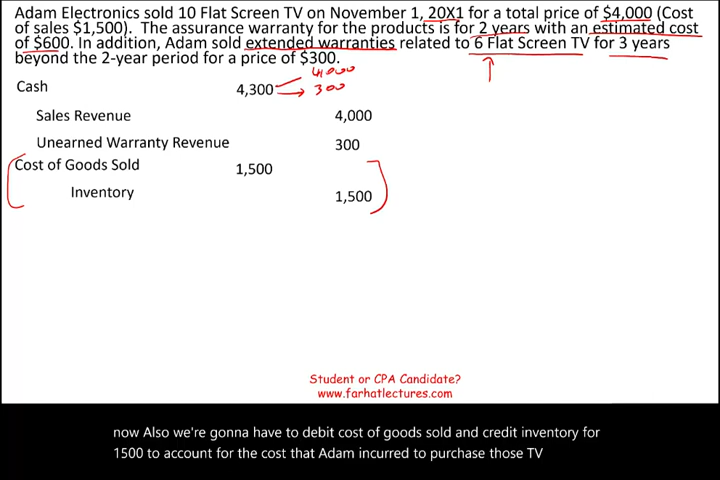 Adam Electronics sold 10 Flat Screen TV on November 1, 20X1 for a total price of $4,000 (Cost
of sales $1,500).  The assurance warranty for the products is for 2 years with an estimated cost
of $600. In addition, Adam sold extended warranties related to 6 Flat Screen TV for 3 years
beyond the 2-year period for a price of $300.
4000
Cash 4,300 300
Sales Revenue 4,000
Unearned Warranty Revenue 300
Cost of Goods Sold 1,500
Inventory 1,500
Student or CPA Candidate?
www.farhatlectures.com
now Also we're gonna have to debit cost of goods sold and credit inventory for
1500 to account for the cost that Adam incurred to purchase those TV